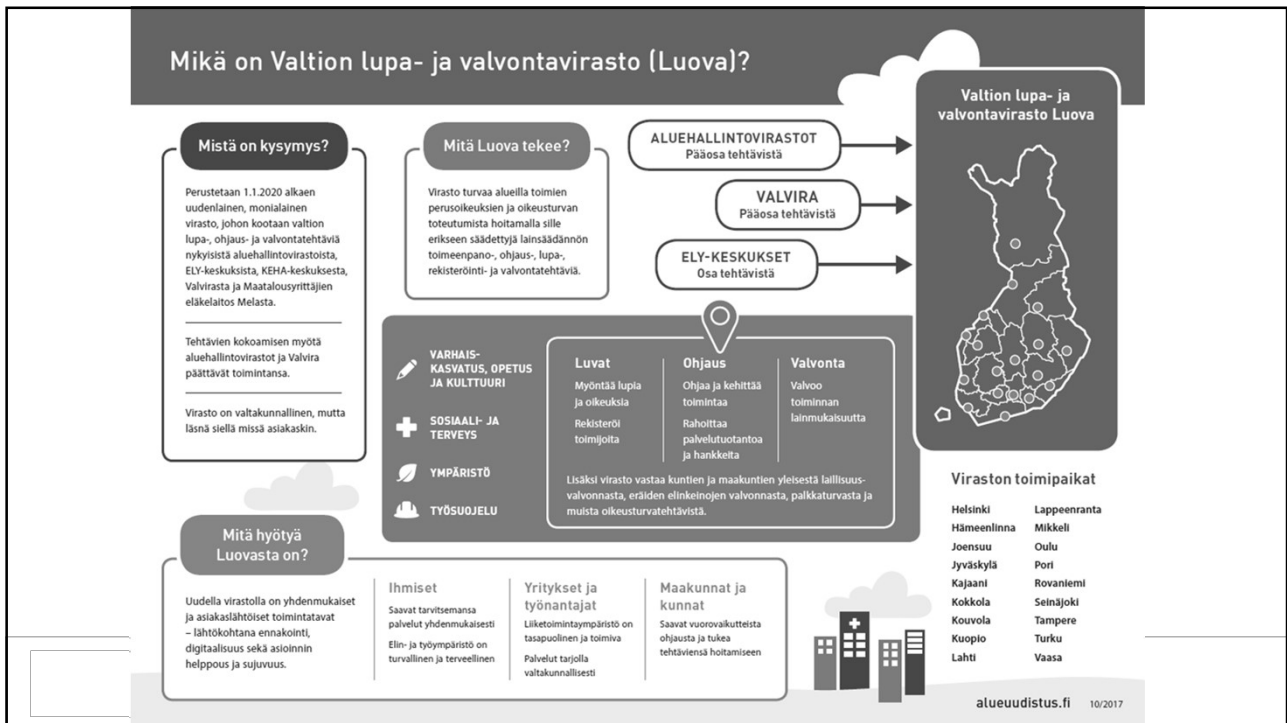 Mikä on Valtion lupa- ja valvontavirasto (Luova)?
Mistä on kysymys?
Perustetaan 1.1.2020 alkaen
uudenlainen, monialainen
virasto, johon kootaan valtion
lupa-, ohjaus- ja valvontatehtäviä
nykyisistä aluehallintovirastoista,
ELY-keskuksista, KEHA-keskuksesta,
Valvirasta ja Maatalousyrittäjien
eläkelaitos Melasta.
Tehtävien kokoamisen myötä
aluehallintovirastot ja Valvira
päättävät toimintansa.
Virasto on valtakunnallinen, mutta
läsnä siellä missä asiakaskin.
Mitä Luova tekee?
Virasto turvaa alueilla toimien
perusoikeuksien ja oikeusturvan
toteutumista hoitamalla sille
erikseen säädettyjä lainsäädännön
toimeenpano-, ohjaus-, lupa-,
rekisteröinti- ja valvontatehtäviä.
ALUEHALLINTOVIRASTOT
Pääosa tehtävistä
VALVIRA
Pääosa tehtävistä
ELY-KESKUKSET
Osa tehtävistä
Valtion lupa- ja
valvontavirasto Luova
VARHAIS-
KASVATUS, OPETUS
JA KULTTUURI
SOSIAALI- JA
TERVEYS
YMPÄRISTÖ
TYÖSUOJELU
Luvat
Myöntää lupia
ja oikeuksia
Rekisteröi
toimijoita
Ohjaus
Ohjaa ja kehittää
toimintaa
Rahoittaa
palvelutuotantoa
ja hankkeita
Valvonta
Valvoo
toiminnan
lainmukaisuutta
Lisäksi virasto vastaa kuntien ja maakuntien yleisestä laillisuus-
valvonnasta, eräiden elinkeinojen valvonnasta, palkkaturvasta ja
muista oikeusturvatehtävistä.
Mitä hyötyä
Luovasta on?
Uudella virastolla on yhdenmukaiset
ja asiakaslähtöiset toimintatavat
– lähtökohtana ennakointi,
digitaalisuus sekä asioinnin
helppous ja sujuvuus.
Ihmiset
Saavat tarvitsemansa
palvelut yhdenmukaisesti
Elin- ja työympäristö on
turvallinen ja terveellinen
Yritykset ja
työnantajat
Liiketoimintaympäristö on
tasapuolinen ja toimiva
Palvelut tarjolla
valtakunnallisesti
Maakunnat ja
kunnat
Saavat vuorovaikutteista
ohjausta ja tukea
tehtäviensä hoitamiseen
Viraston toimipaikat
Helsinki
Hämeenlinna
Joensuu
Jyväskylä
Kajaani
Kokkola
Kouvola
Kuopio
Lahti
Lappeenranta
Mikkeli
Oulu
Pori
Rovaniemi
Seinäjoki
Tampere
Turku
Vaasa
alueuudistus.fi 10/2017